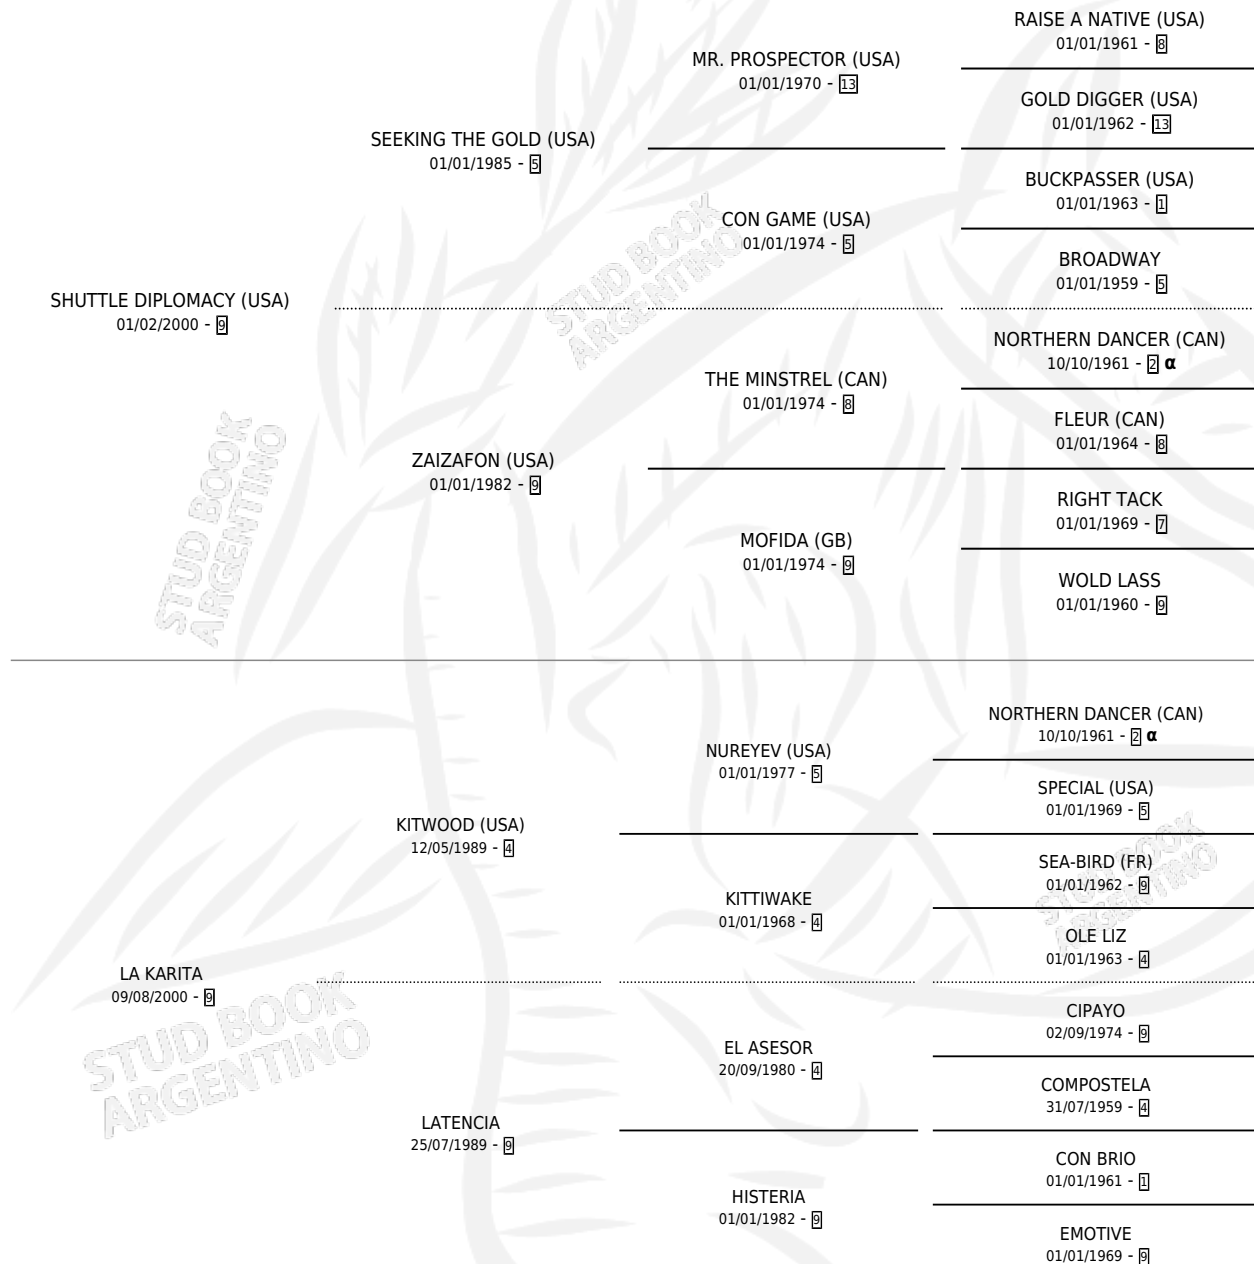 RAISE A NATIVE (USA)
01/01/1961 - 8
MR. PROSPECTOR (USA)
01/01/1970 - 13
GOLD DIGGER (USA)
01/01/1962 - 13
SEEKING THE GOLD (USA)
01/01/1985 - 5
BUCKPASSER (USA)
01/01/1963 - 1
CON GAME (USA)
01/01/1974 - 5
BROADWAY
01/01/1959 - 5
SHUTTLE DIPLOMACY (USA)
01/02/2000 - 9
NORTHERN DANCER (CAN)
10/10/1961 - 2 α
THE MINSTREL (CAN)
01/01/1974 - 8
FLEUR (CAN)
01/01/1964 - 8
ZAIZAFON (USA)
01/01/1982 - 9
RIGHT TACK
01/01/1969 - 7
MOFIDA (GB)
01/01/1974 - 9
WOLD LASS
01/01/1960 - 9
NORTHERN DANCER (CAN)
10/10/1961 - 2 α
NUREYEV (USA)
01/01/1977 - 5
SPECIAL (USA)
01/01/1969 - 5
KITWOOD (USA)
12/05/1989 - 4
SEA-BIRD (FR)
01/01/1962 - 9
KITTIWAKE
01/01/1968 - 4
OLE LIZ
01/01/1963 - 4
LA KARITA
09/08/2000 - 9
CIPAYO
02/09/1974 - 9
EL ASESOR
20/09/1980 - 4
COMPOSTELA
31/07/1959 - 4
LATENCIA
25/07/1989 - 9
CON BRIO
01/01/1961 - 1
HISTERIA
01/01/1982 - 9
EMOTIVE
01/01/1969 - 9
STUD BOOK
ARGENTINO
STUD BOOK
ARGENTINO
STUD BOOK
ARGENTINO
STUD BOOK
ARGENTINO